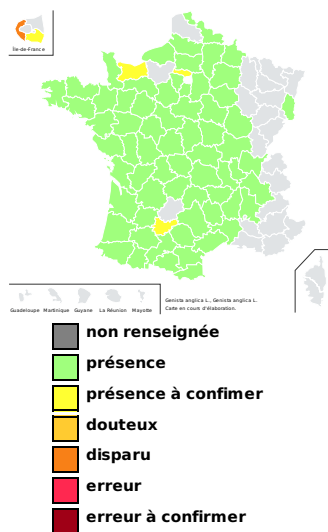 Île-de-France
Guadeloupe Martinique Guyane La Réunion Mayotte
Genista anglica L., Genista anglica L.
Carte en cours d'élaboration.
non renseignée
présence
présence à confimer
douteux
disparu
erreur
erreur à confirmer